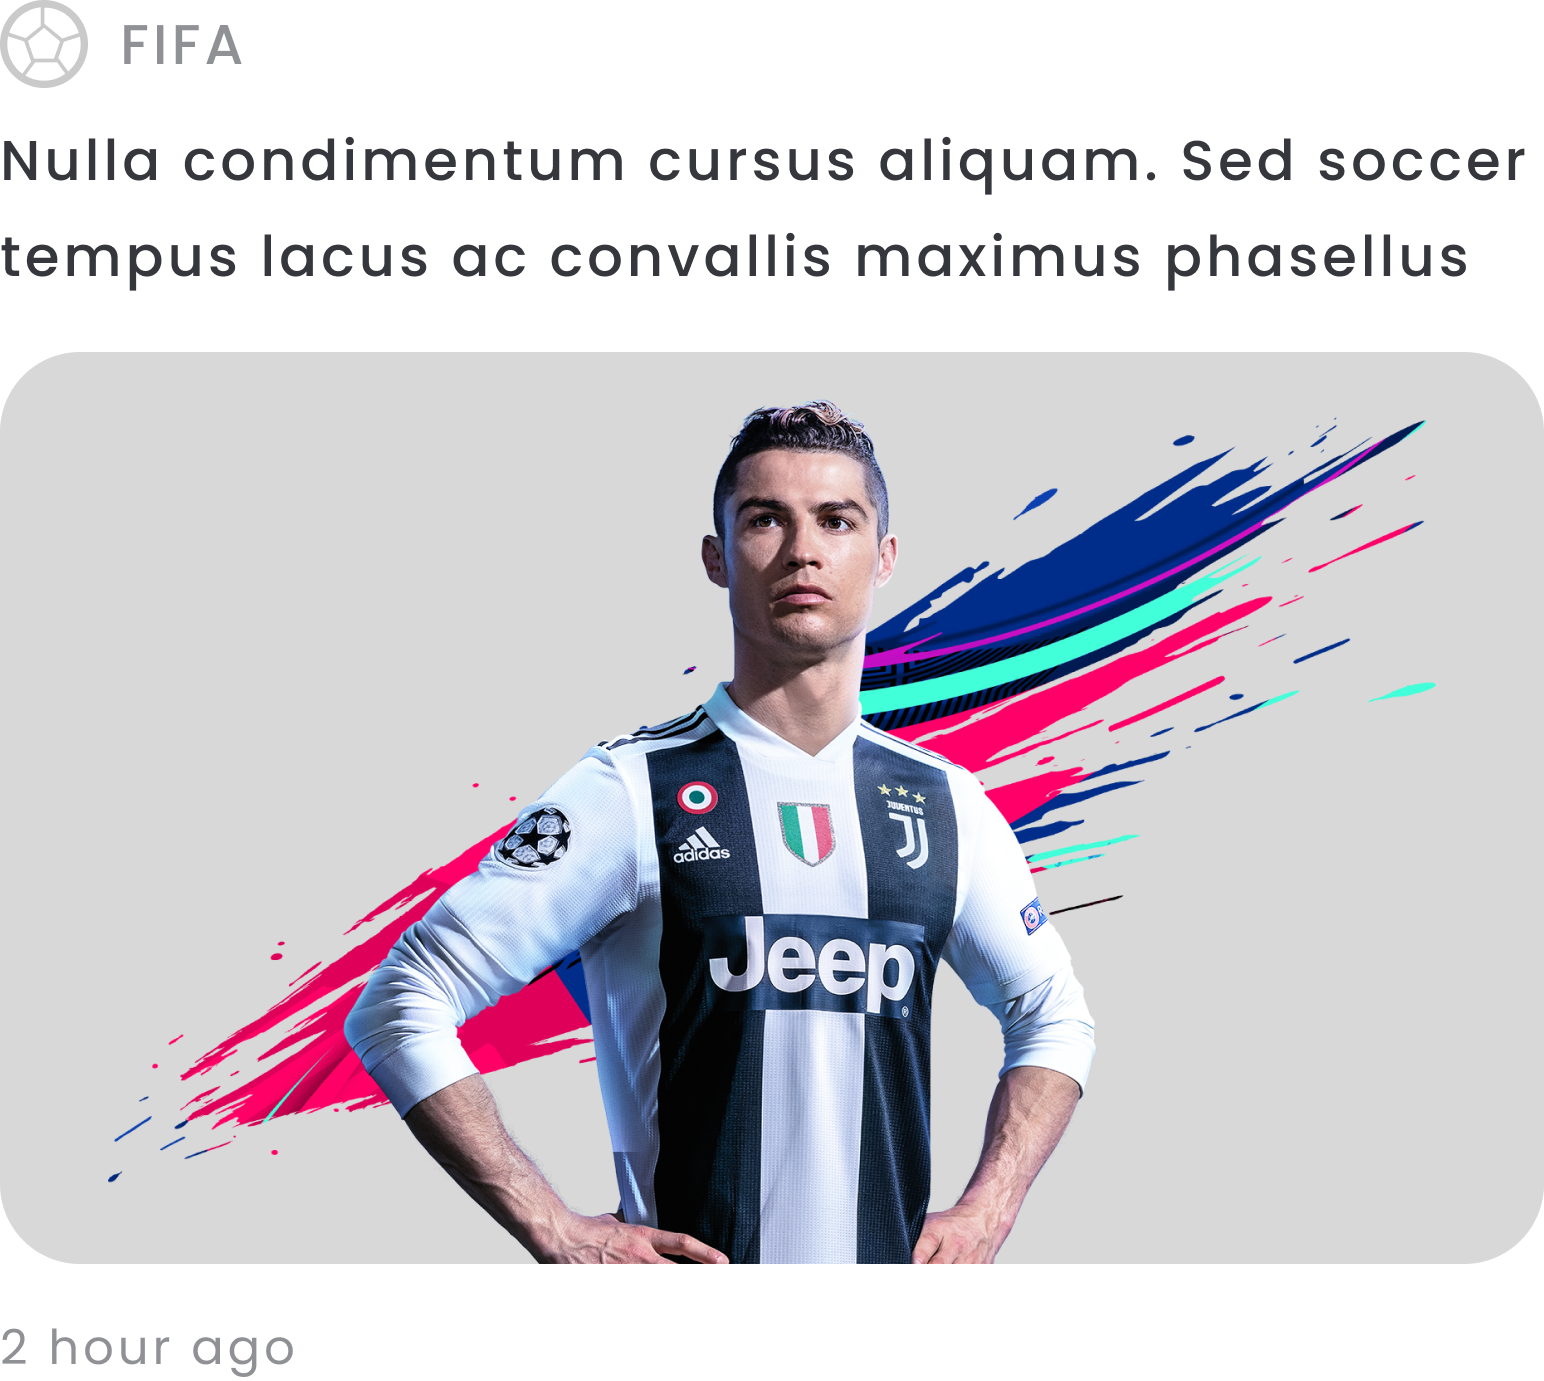 FIFA
Nulla condimentum cursus aliquam. Sed soccer
tempus lacus ac convallis maximus phasellus
JUVENTUS
adidas
Jeep
®
2 hour ago